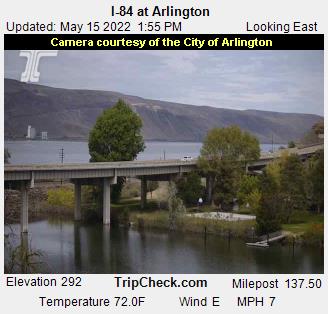 I-84 at Arlington
Updated: May 15 2022 1:55 PM Looking East
Camera courtesy of the City of Arlington
Elevation 292 TripCheck.com Milepost 137.50
Temperature 72.0F Wind E MPH 7